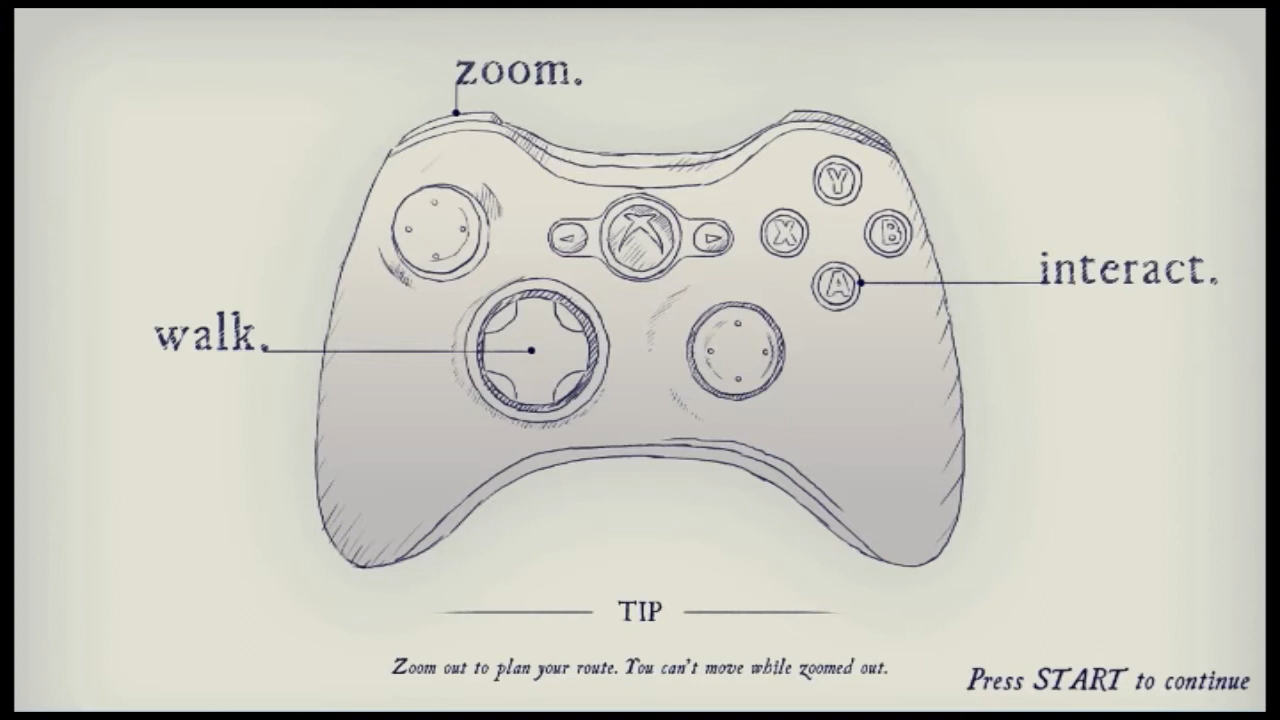 zoom.
Y
X
B
A
interact.
walk.
TIP
Zoom out to plan your route. You can't move while zoomed out.
Press START to continue